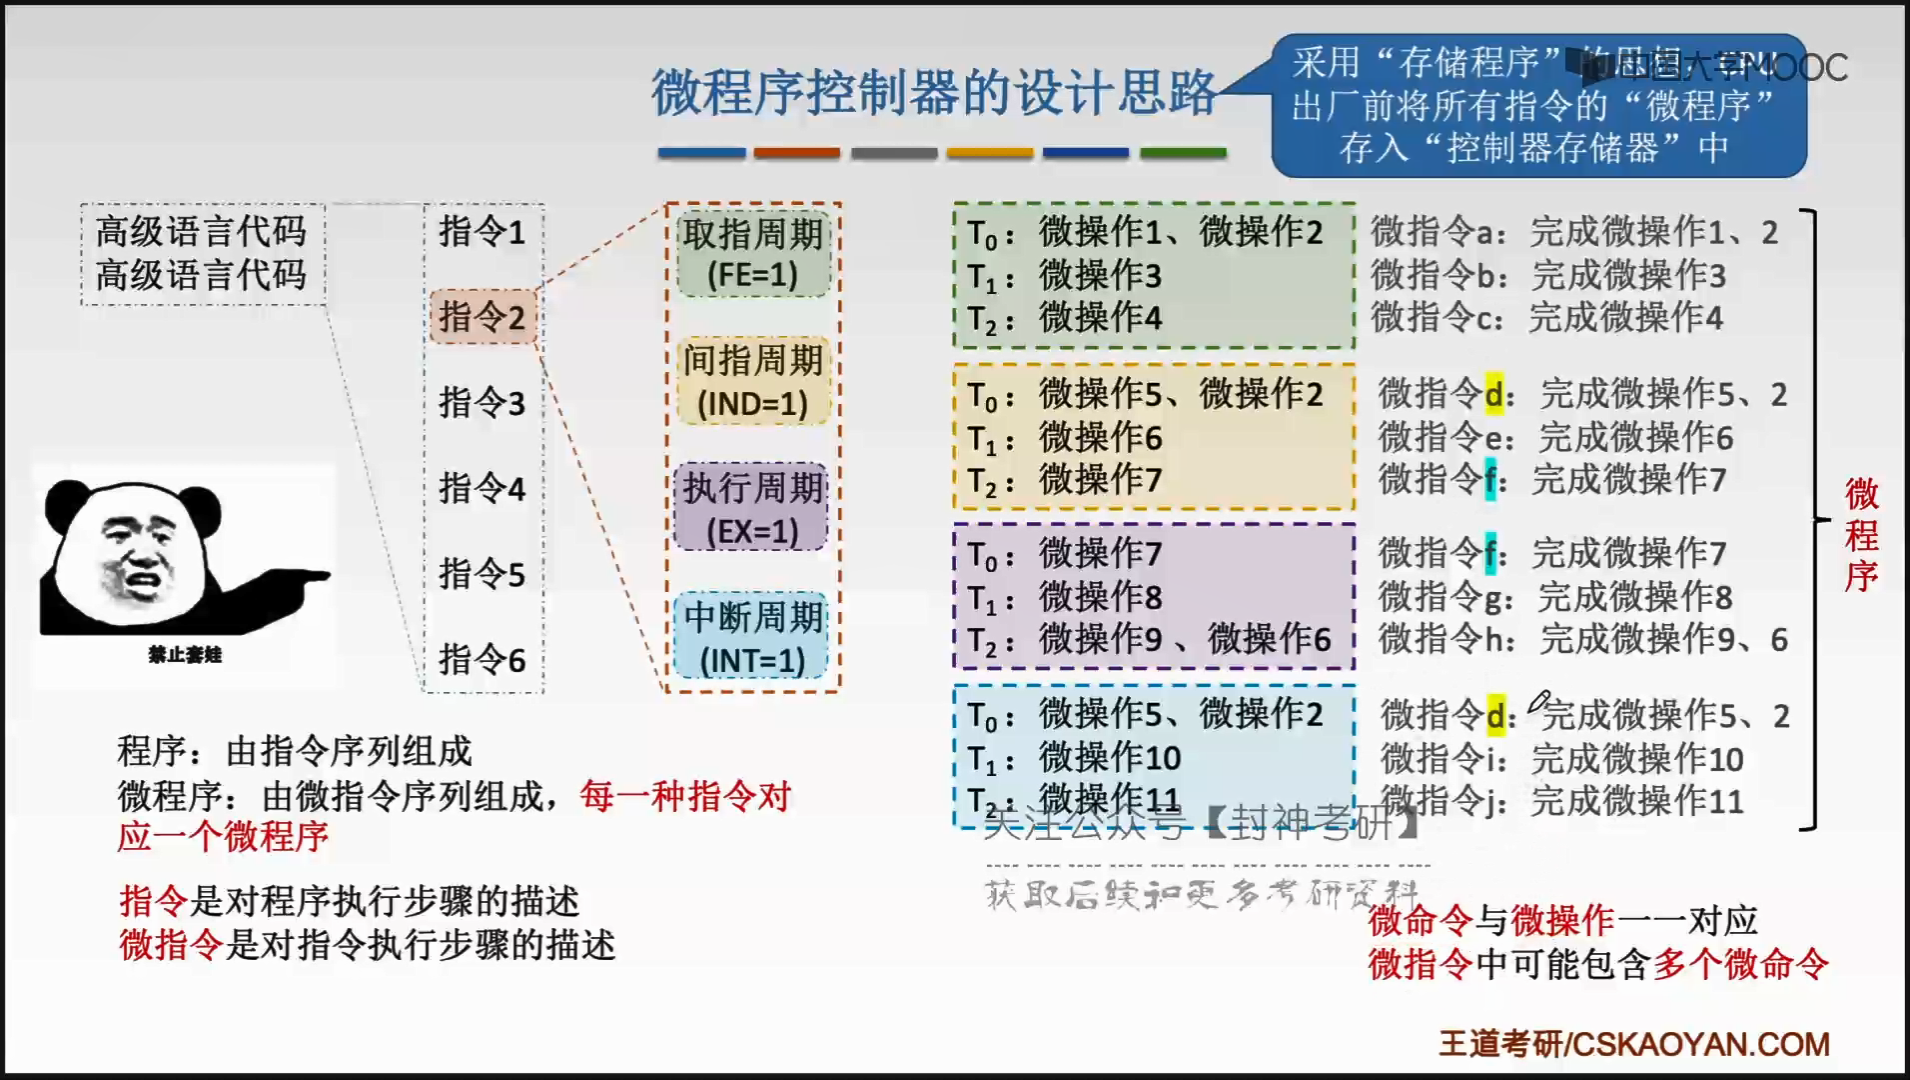 微程序控制器的设计思路
采用“存储程序”的思想，CPU
出厂前将所有指令的“微程序”
存入“控制器存储器”中
中国大学MOOC
高级语言代码
高级语言代码
指令1
指令2
指令3
指令4
指令5
指令6
取指周期
(FE=1)
间指周期
(IND=1)
执行周期
(EX=1)
中断周期
(INT=1)
T0：微操作1、微操作2
T1：微操作3
T2：微操作4
T0：微操作5、微操作2
T1：微操作6
T2：微操作7
T0：微操作7
T1：微操作8
T2：微操作9 、微操作6
T0：微操作5、微操作2
T1：微操作10
T2：微操作11
微指令a：完成微操作1、2
微指令b：完成微操作3
微指令c：完成微操作4
微指令d：完成微操作5、2
微指令e：完成微操作6
微指令f：完成微操作7
微指令f：完成微操作7
微指令g：完成微操作8
微指令h：完成微操作9、6
微指令d：完成微操作5、2
微指令i：完成微操作10
微指令j：完成微操作11
微程序
禁止套娃
程序：由指令序列组成
微程序：由微指令序列组成，每一种指令对
应一个微程序
指令是对程序执行步骤的描述
微指令是对指令执行步骤的描述
关注公众号【封神考研】
获取后续和更多考研资料
微命令与微操作一一对应
微指令中可能包含多个微命令
王道考研/CSKAOYAN.COM